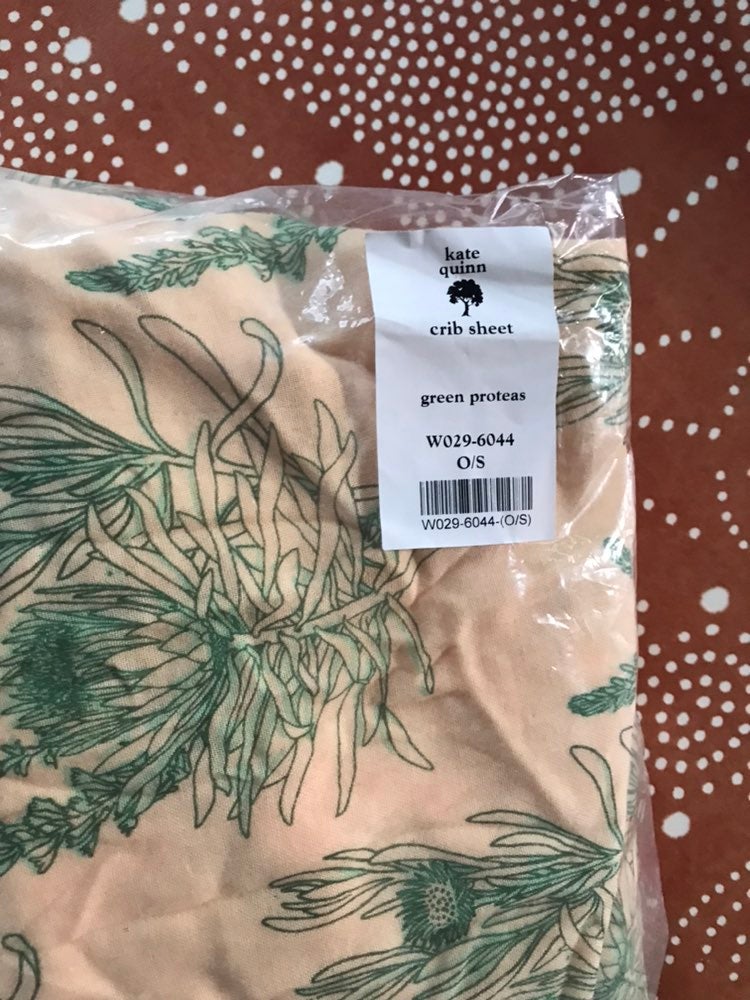 kate
quinn
crib sheet
green proteas
W029-6044
O/S
W029-6044-(O/S)